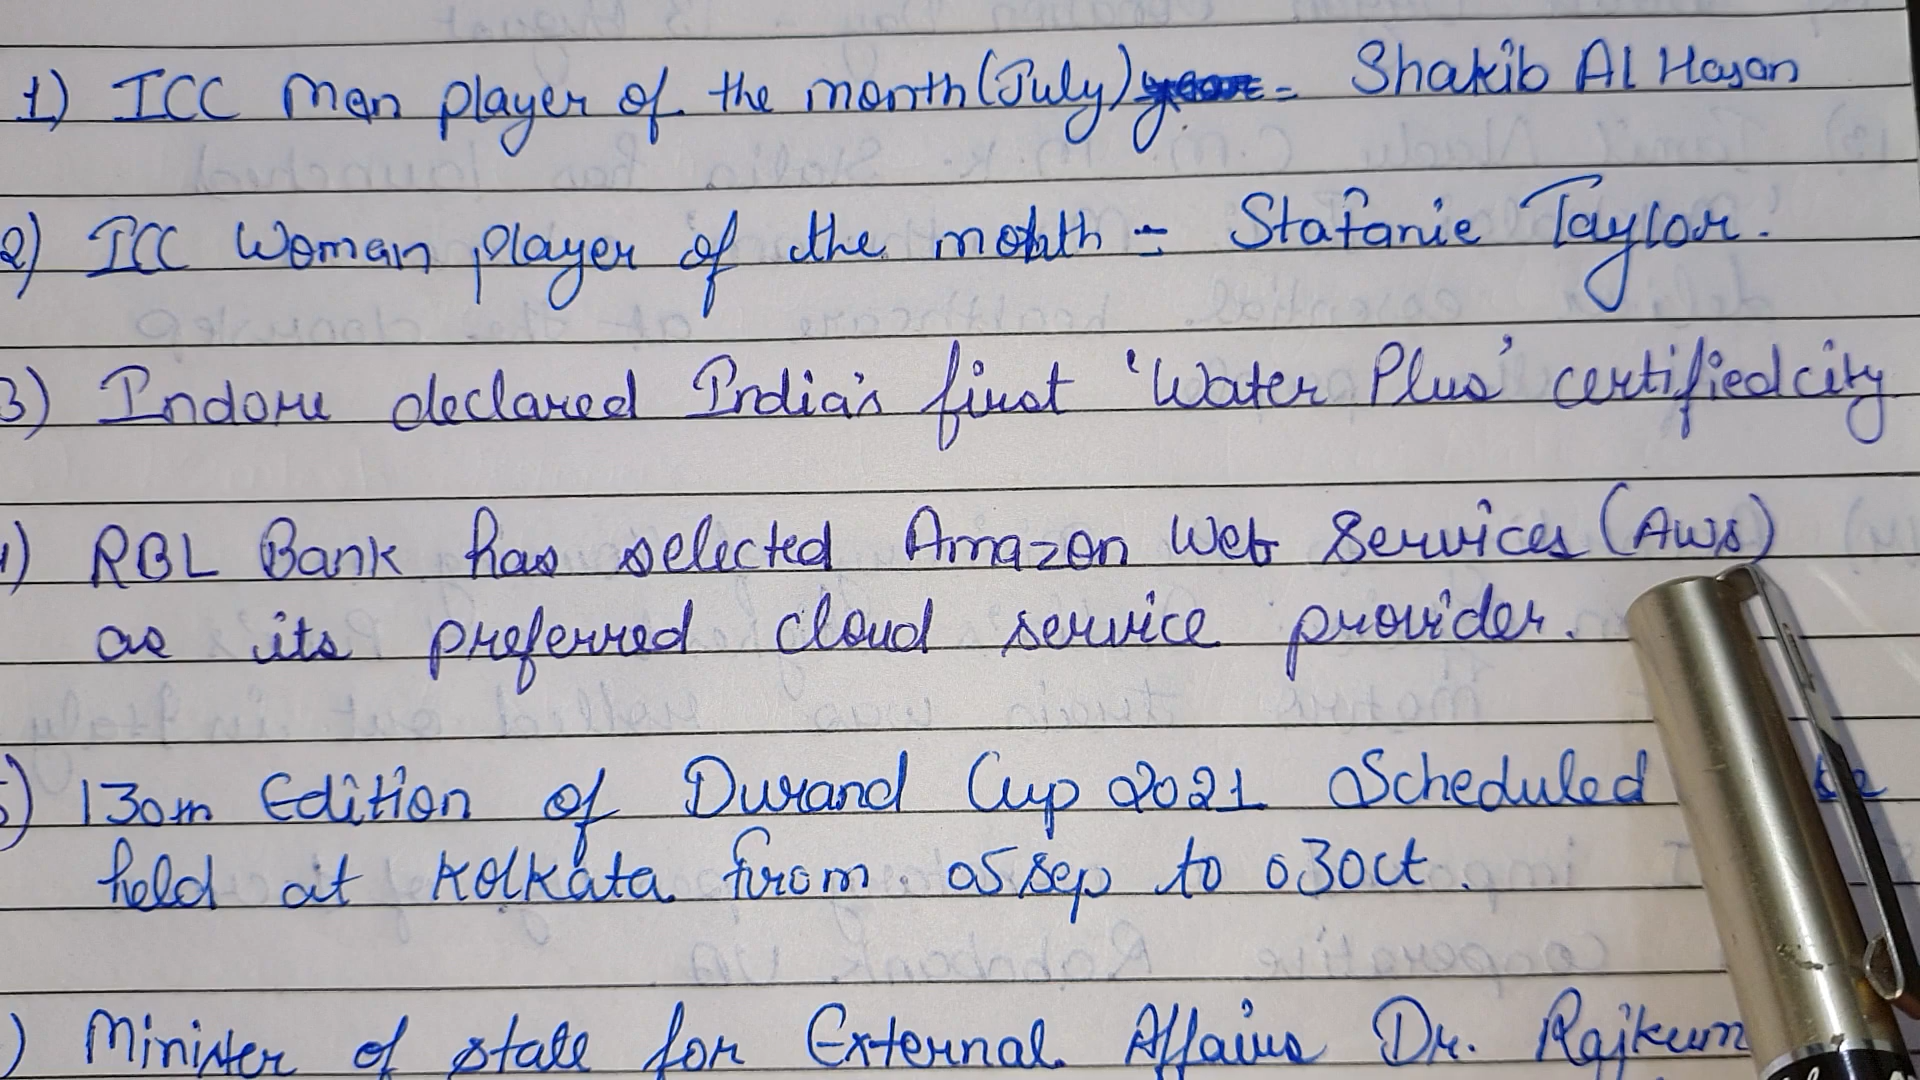 1) ICC Man player of the month (July) = Shakib Al Hasan
2) ICC Woman player of the month = Stafanie Taylor.
3) Indore declared India's first 'Water Plus' certified city
) RBL Bank has selected Amazon Web Services (AWS)
as its preferred cloud service provider.
) 130th Edition of Durand Cup 2021 Scheduled be
held at Kolkata from 05 Sep to 03 Oct.
) Minister of state for External Affairs Dr. Rajkum